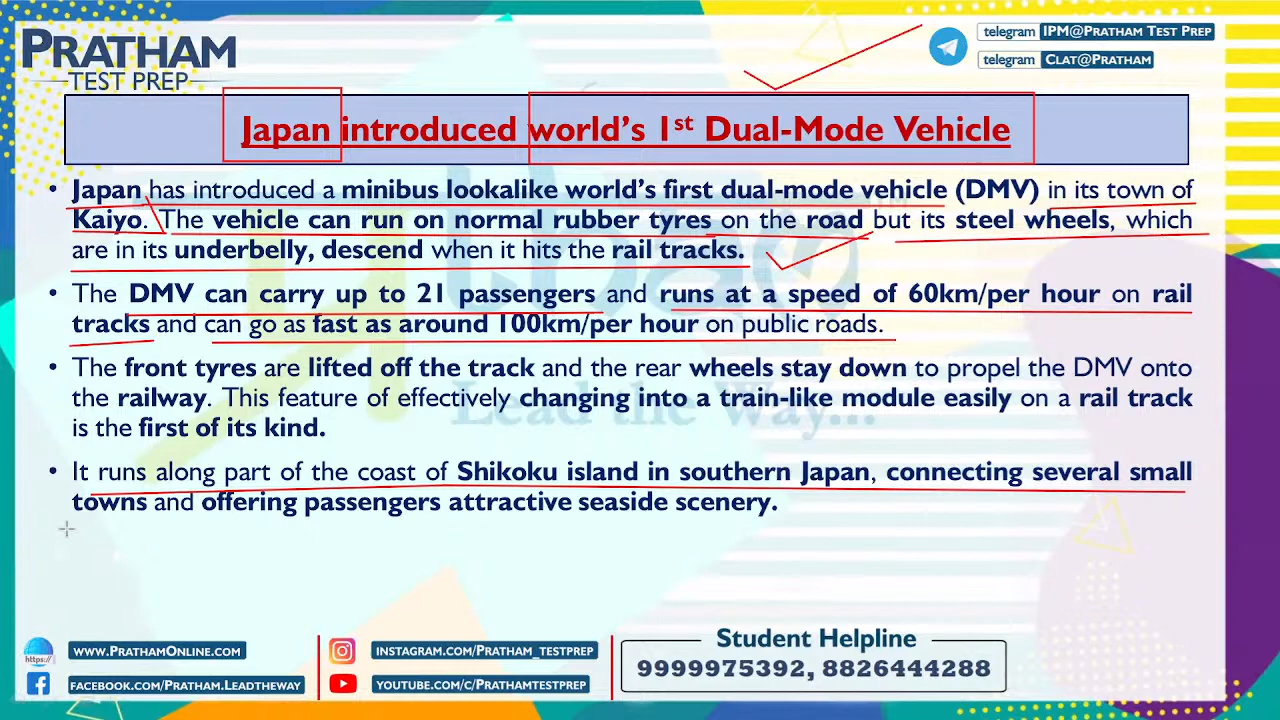 PRATHAM
TEST PREP
telegram IPM@PRATHAM TEST PREP
telegram CLAT@PRATHAM
Japan introduced world's 1st Dual-Mode Vehicle
• Japan has introduced a minibus lookalike world's first dual-mode vehicle (DMV) in its town of
Kaiyo. The vehicle can run on normal rubber tyres on the road but its steel wheels, which
are in its underbelly, descend when it hits the rail tracks.
• The DMV can carry up to 21 passengers and runs at a speed of 60km/per hour on rail
tracks and can go as fast as around 100km/per hour on public roads.
• The front tyres are lifted off the track and the rear wheels stay down to propel the DMV onto
the railway. This feature of effectively changing into a train-like module easily on a rail track
is the first of its kind.
• It runs along part of the coast of Shikoku island in southern Japan, connecting several small
towns and offering passengers attractive seaside scenery.
Lead the Way...
https://
WWW.PRATHAMONLINE.COM
FACEBOOK.COM/PRATHAM.LEADTHEWAY
INSTAGRAM.COM/PRATHAM_TESTPREP
YOUTUBE.COM/C/PRATHAMTESTPREP
Student Helpline
9999975392, 8826444288